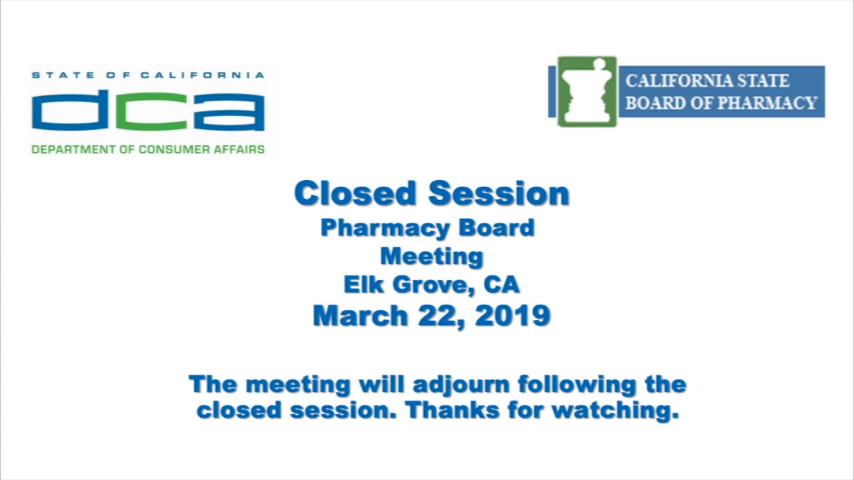 STATE OF CALIFORNIA
dca
DEPARTMENT OF CONSUMER AFFAIRS
CALIFORNIA STATE
BOARD OF PHARMACY
Closed Session
Pharmacy Board
Meeting
Elk Grove, CA
March 22, 2019
The meeting will adjourn following the
closed session. Thanks for watching.